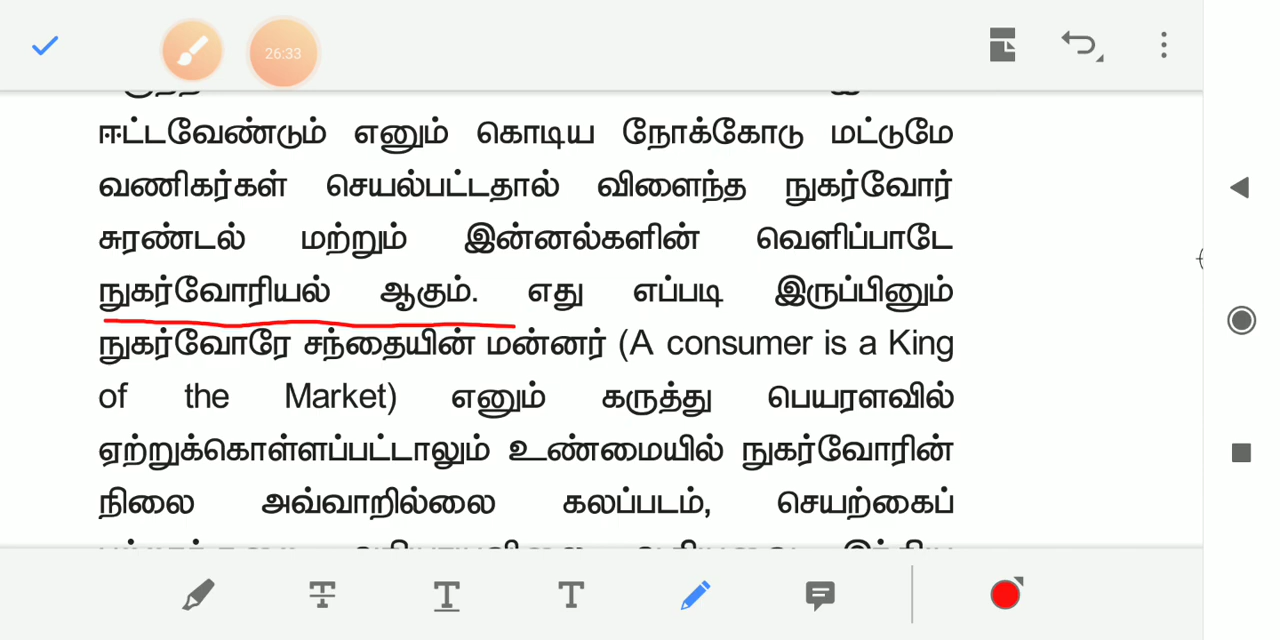 26:33
ஈட்டவேண்டும் எனும் கொடிய நோக்கோடு மட்டுமே
வணிகர்கள் செயல்பட்டதால் விளைந்த நுகர்வோர்
சுரண்டல் மற்றும் இன்னல்களின் வெளிப்பாடே
நுகர்வோரியல் ஆகும். எது எப்படி இருப்பினும்
நுகர்வோரே சந்தையின் மன்னர் (A consumer is a King
of the Market) எனும் கருத்து பெயரளவில்
ஏற்றுக்கொள்ளப்பட்டாலும் உண்மையில் நுகர்வோரின்
நிலை அவ்வாறில்லை கலப்படம், செயற்கைப்
T T T